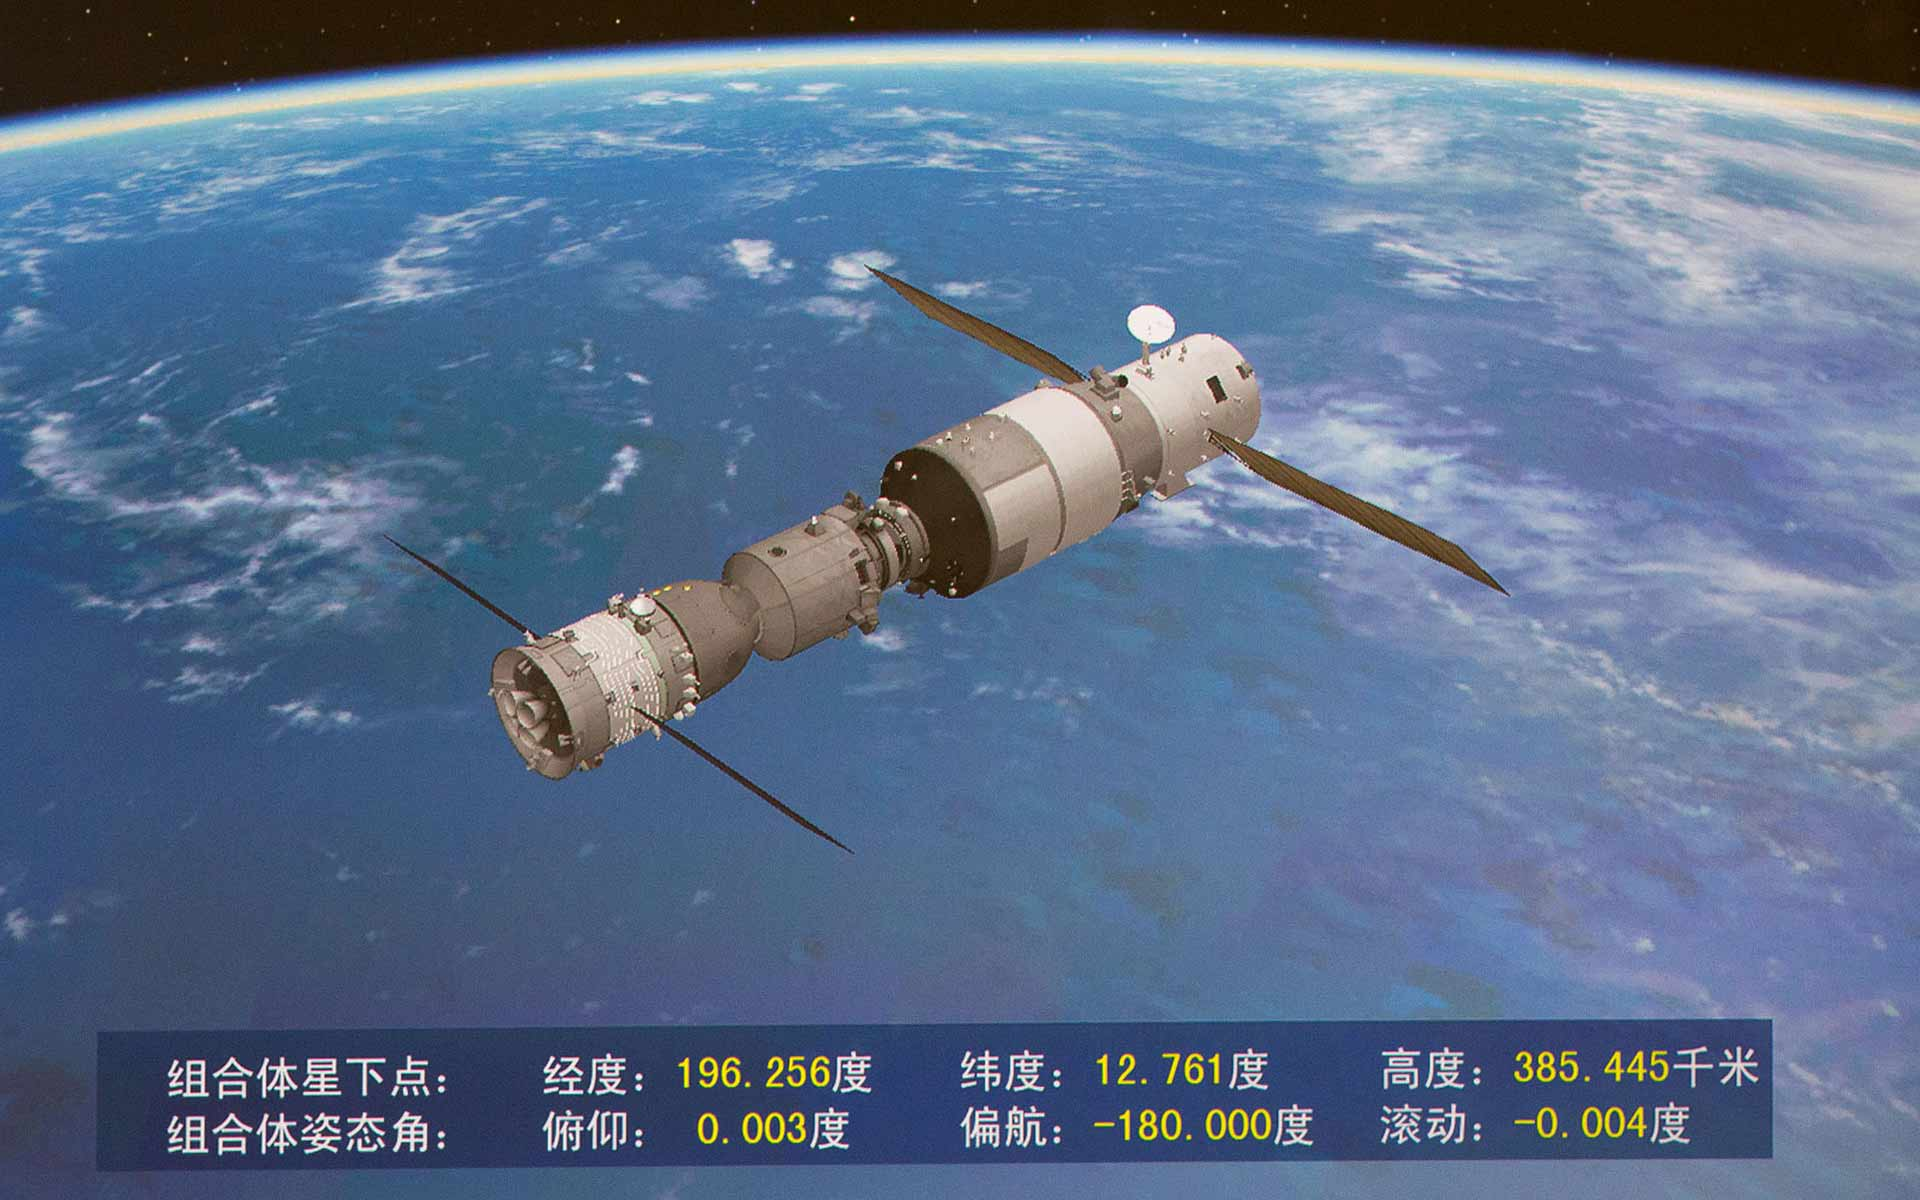 组合体星下点： 经度：196.256度 纬度：12.761度 高度：385.445千米
组合体姿态角： 俯仰： 0.003度 偏航：-180.000度 滚动：-0.004度